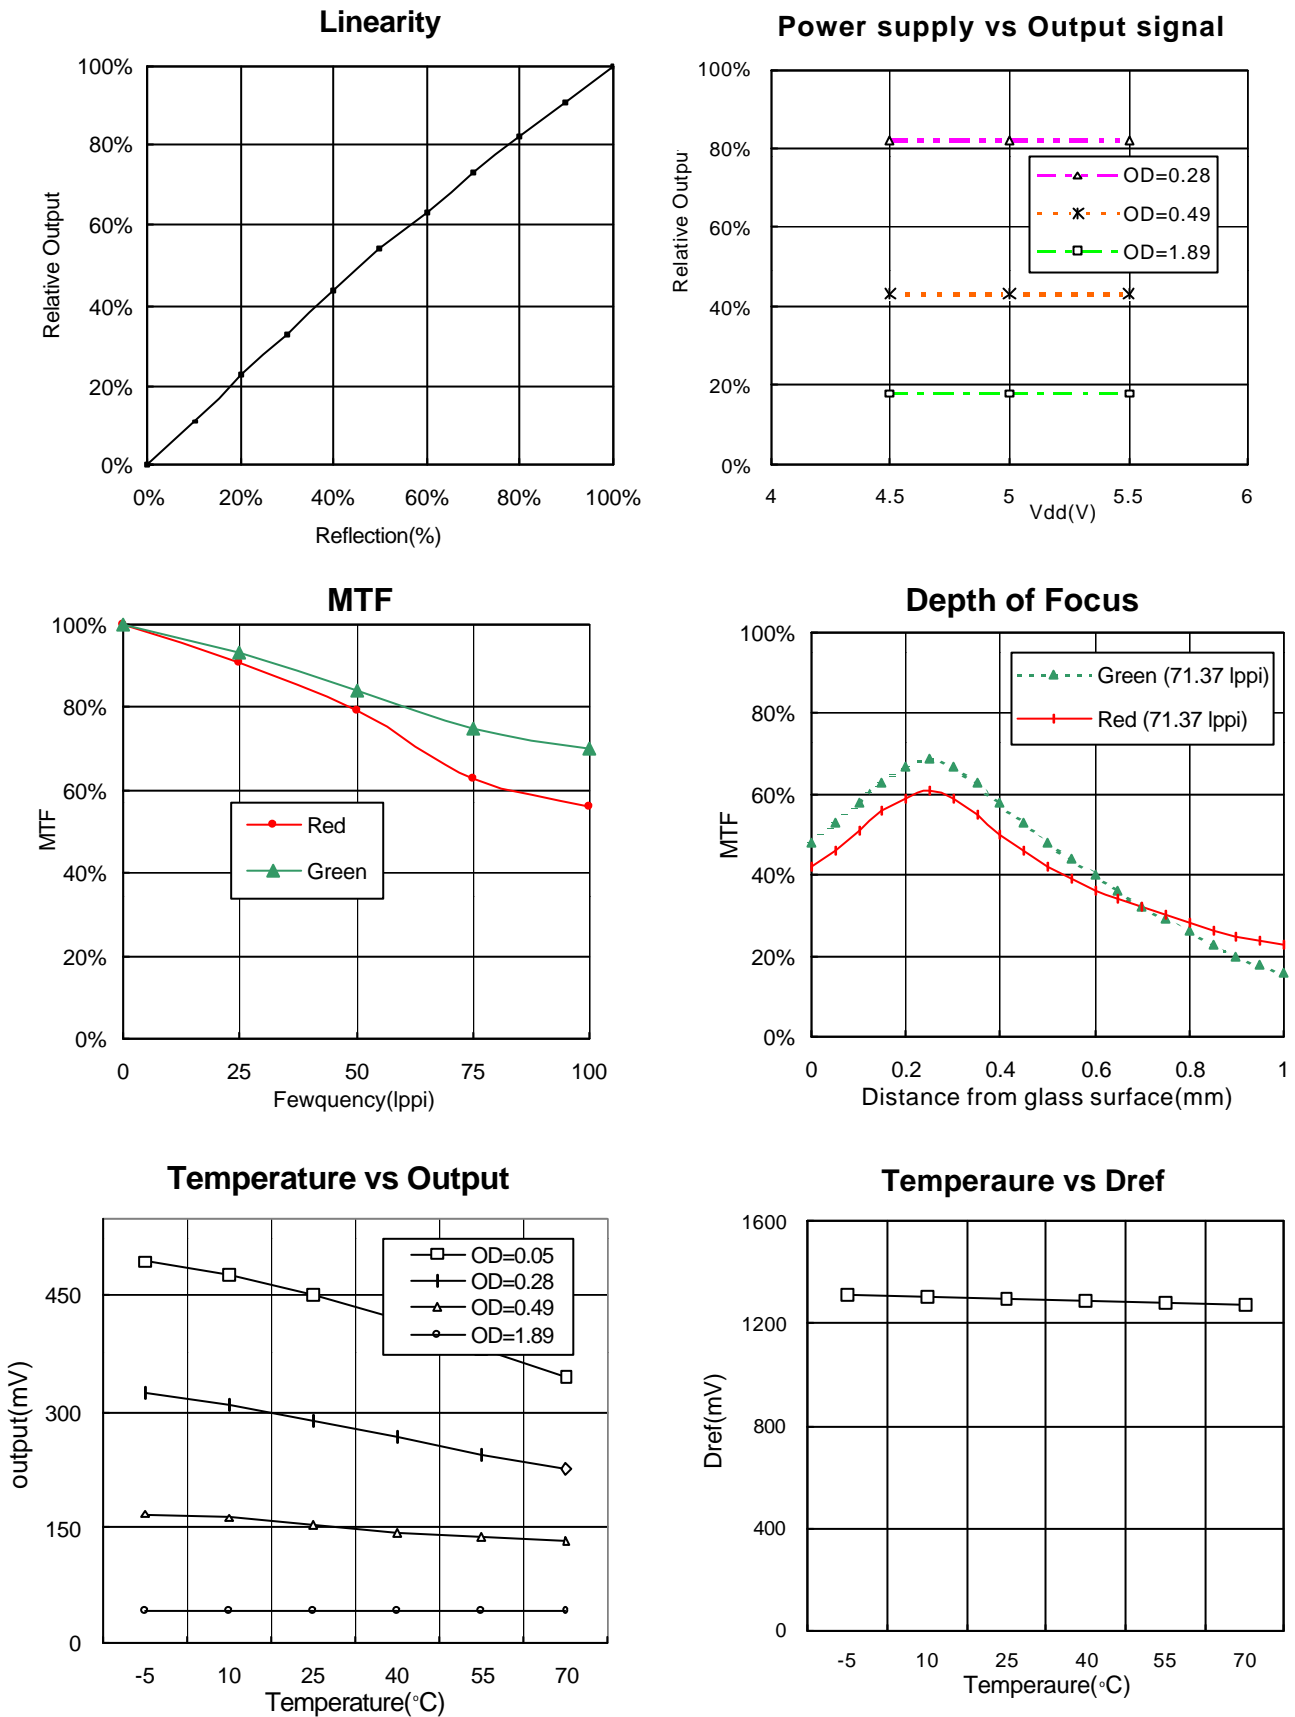 Linearity
100%
80%
60%
40%
20%
0%
Relative Output
0% 20% 40% 60% 80% 100%
Reflection(%)
Power supply vs Output signal
100%
80%
60%
40%
20%
0%
Relative Outpu
OD=0.28
OD=0.49
OD=1.89
4 4.5 5 5.5 6
Vdd(V)
MTF
100%
80%
60%
40%
20%
0%
MTF
Red
Green
0 25 50 75 100
Fewquency(lppi)
Depth of Focus
100%
80%
60%
40%
20%
0%
MTF
Green (71.37 lppi)
Red (71.37 lppi)
0 0.2 0.4 0.6 0.8 1
Distance from glass surface(mm)
Temperature vs Output
450
300
150
0
output(mV)
OD=0.05
OD=0.28
OD=0.49
OD=1.89
-5 10 25 40 55 70
Temperaure(°C)
Temperaure vs Dref
1600
1200
800
400
0
Dref(mV)
-5 10 25 40 55 70
Temperaure(°C)